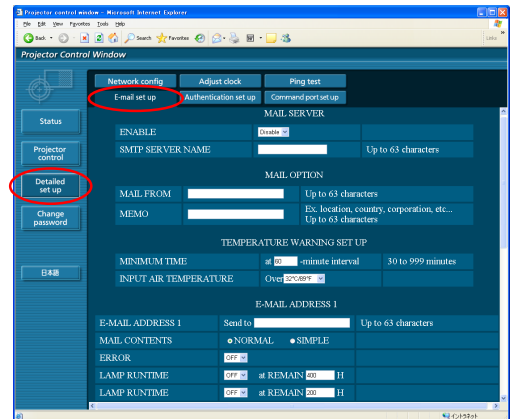 Projector control window - Microsoft Internet Explorer
File Edit View Favorites Tools Help
Back Search Favorites Links
Projector Control Window
Network config Adjust clock Ping test
E-mail set up Authentication set up Command port set up
Status
Projector control
Detailed set up
Change password
日本語
MAIL SERVER
ENABLE Disable
SMTP SERVER NAME Up to 63 characters
MAIL OPTION
MAIL FROM Up to 63 characters
MEMO Ex. location, country, corporation, etc...
Up to 63 characters
TEMPERATURE WARNING SET UP
MINIMUM TIME at 60 -minute interval 30 to 999 minutes
INPUT AIR TEMPERATURE Over 32°C/89°F
E-MAIL ADDRESS 1
E-MAIL ADDRESS 1 Send to Up to 63 characters
MAIL CONTENTS NORMAL SIMPLE
ERROR OFF
LAMP RUNTIME OFF at REMAIN 400 H
LAMP RUNTIME OFF at REMAIN 200 H
インターネット